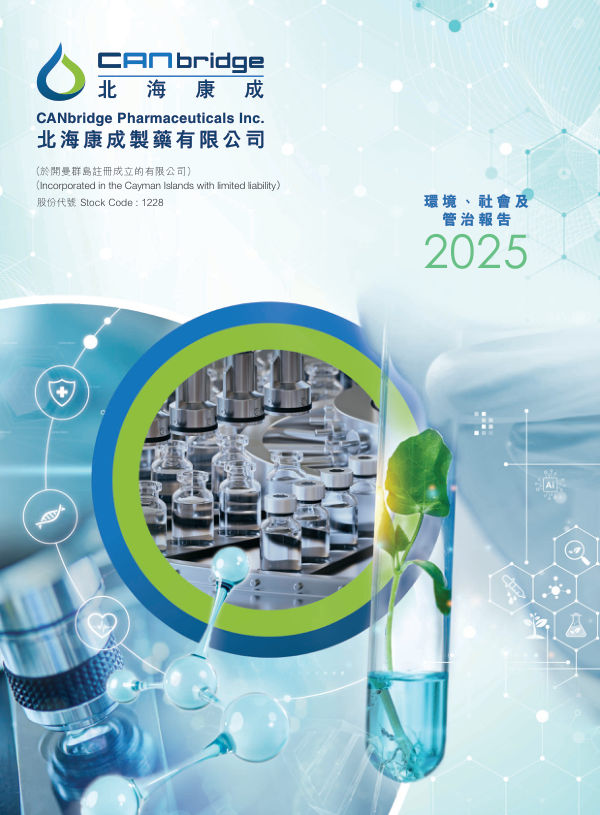 CANbridge
北海康成
CANbridge Pharmaceuticals Inc.
北海康成製藥有限公司
(於開曼群島註冊成立的有限公司)
(Incorporated in the Cayman Islands with limited liability)
股份代號 Stock Code : 1228
環境、社會及
管治報告
2025
Ai